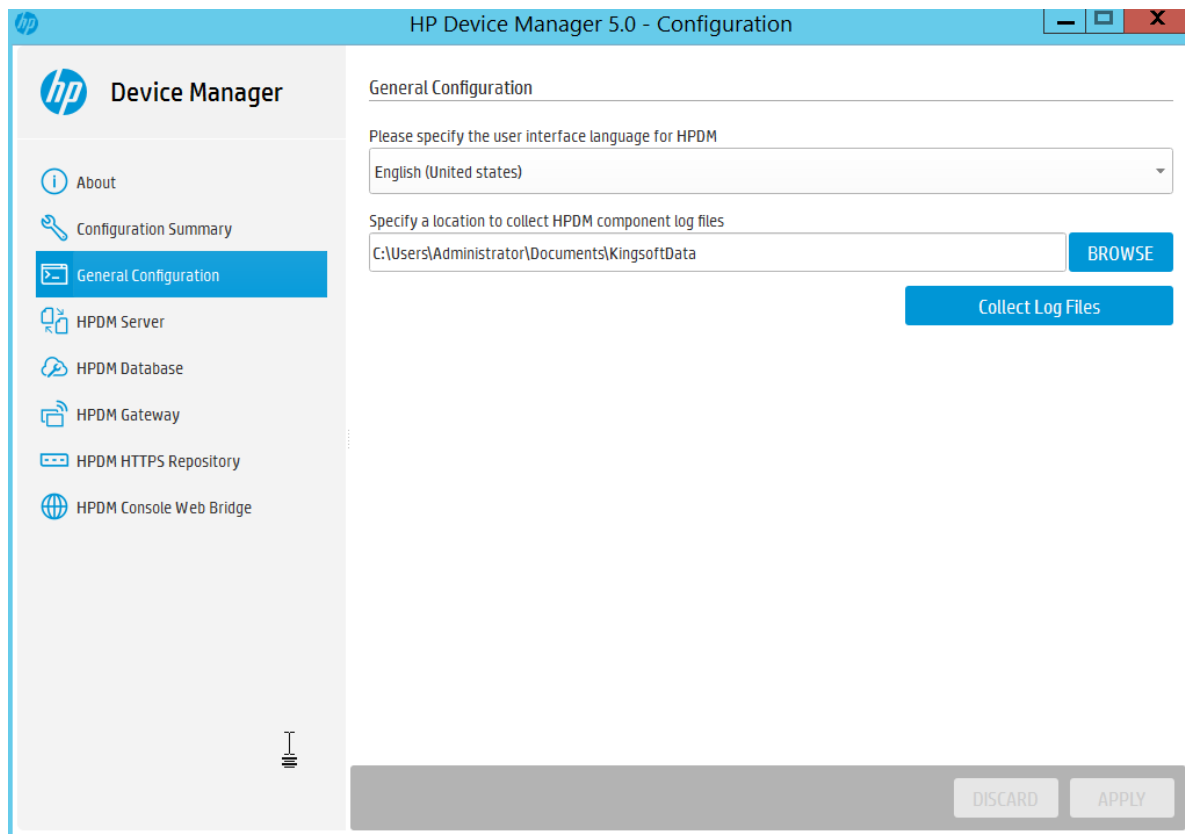 hp
HP Device Manager 5.0 - Configuration
hp
Device Manager
About
Configuration Summary
General Configuration
HPDM Server
HPDM Database
HPDM Gateway
HPDM HTTPS Repository
HPDM Console Web Bridge
General Configuration
Please specify the user interface language for HPDM
English (United states)
Specify a location to collect HPDM component log files
C:\Users\Administrator\Documents\KingsoftData
BROWSE
Collect Log Files
DISCARD
APPLY